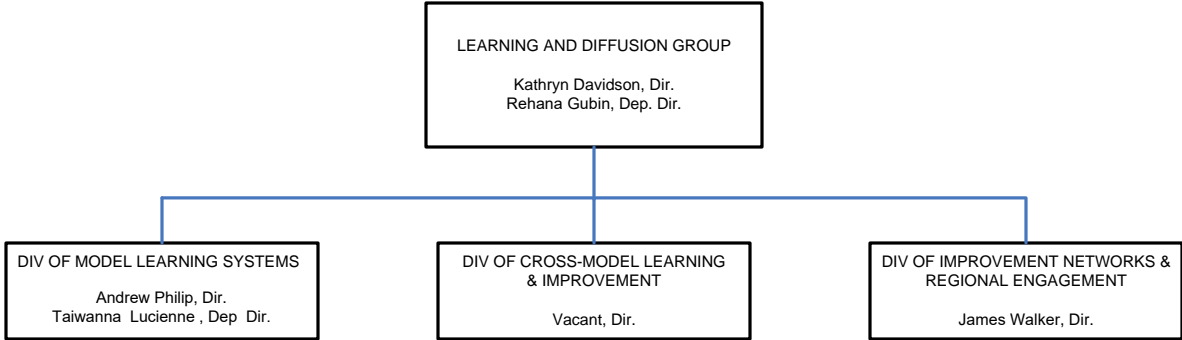 LEARNING AND DIFFUSION GROUP
Kathryn Davidson, Dir.
Rehana Gubin, Dep. Dir.
DIV OF MODEL LEARNING SYSTEMS
Andrew Philip, Dir.
Taiwanna Lucienne , Dep Dir.
DIV OF CROSS-MODEL LEARNING
& IMPROVEMENT
Vacant, Dir.
DIV OF IMPROVEMENT NETWORKS &
REGIONAL ENGAGEMENT
James Walker, Dir.